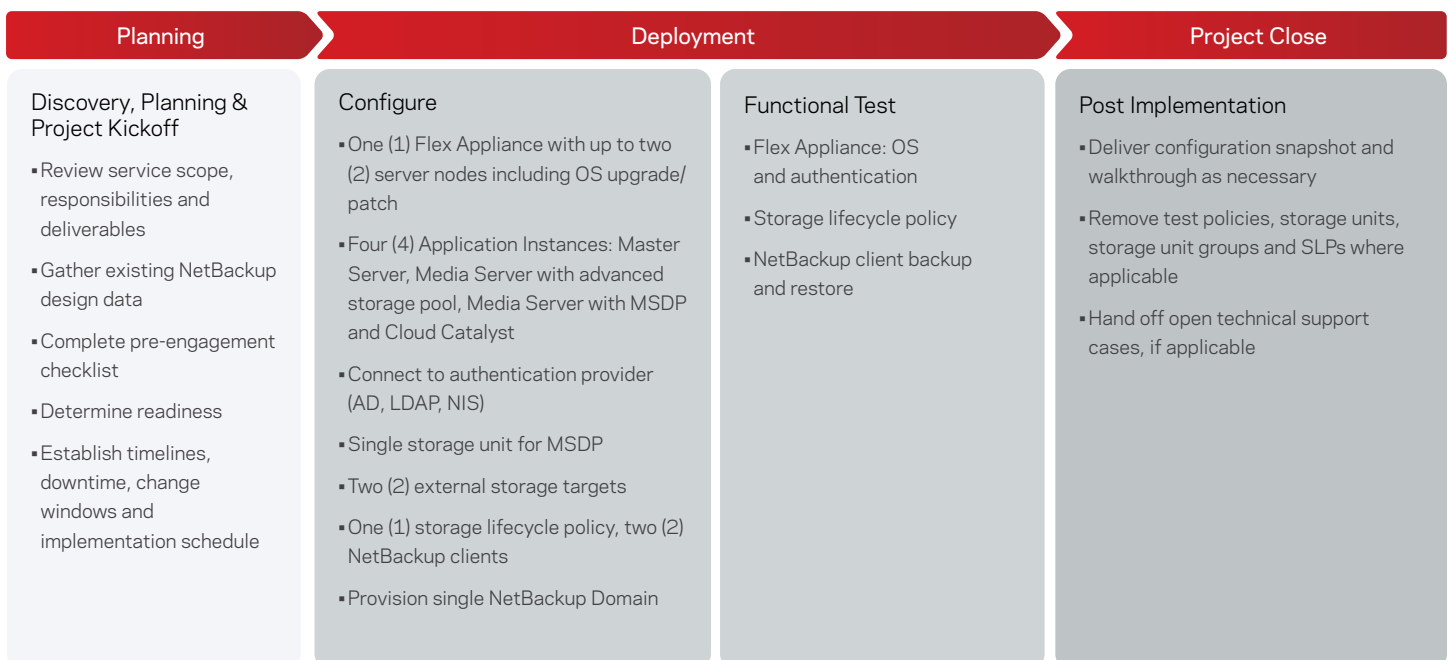 Planning
Deployment
Project Close
Discovery, Planning &
Project Kickoff
▪ Review service scope,
responsibilities and
deliverables
▪ Gather existing NetBackup
design data
▪ Complete pre-engagement
checklist
▪ Determine readiness
▪ Establish timelines,
downtime, change
windows and
implementation schedule
Configure
▪ One (1) Flex Appliance with up to two
(2) server nodes including OS upgrade/
patch
▪ Four (4) Application Instances: Master
Server, Media Server with advanced
storage pool, Media Server with MSDP
and Cloud Catalyst
▪ Connect to authentication provider
(AD, LDAP, NIS)
▪ Single storage unit for MSDP
▪ Two (2) external storage targets
▪ One (1) storage lifecycle policy, two (2)
NetBackup clients
▪ Provision single NetBackup Domain
Functional Test
▪ Flex Appliance: OS
and authentication
▪ Storage lifecycle policy
▪ NetBackup client backup
and restore
Post Implementation
▪ Deliver configuration snapshot and
walkthrough as necessary
▪ Remove test policies, storage units,
storage unit groups and SLPs where
applicable
▪ Hand off open technical support
cases, if applicable